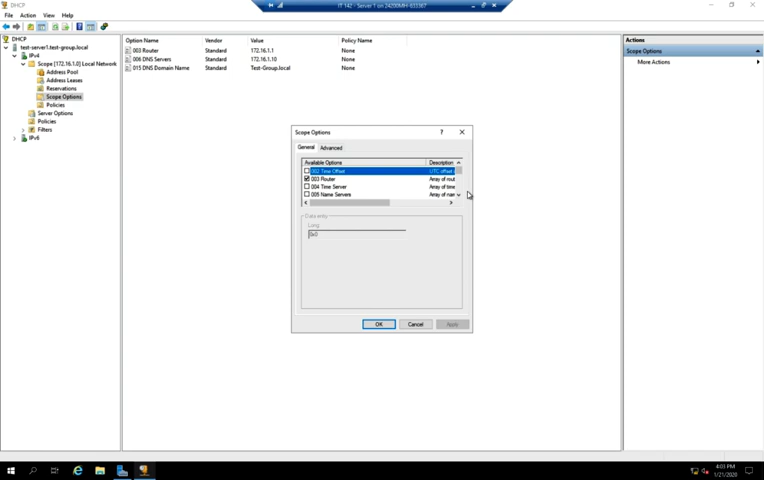 DHCP
IT 142 - Server 1 on 24200MH-633367
File Action View Help
DHCP
test-server1.test-group.local
IPv4
Scope [172.16.1.0] Local Network
Address Pool
Address Leases
Reservations
Scope Options
Policies
Server Options
Policies
Filters
IPv6
Option Name Vendor Value Policy Name
003 Router Standard 172.16.1.1 None
006 DNS Servers Standard 172.16.1.10 None
015 DNS Domain Name Standard Test-Group.local None
Actions
Scope Options
More Actions
Scope Options
General Advanced
Available Options Description
002 Time Offset UTC offset
003 Router Array of rout
004 Time Server Array of time
005 Name Servers Array of nam
Data entry
Long:
0x0
OK Cancel Apply
4:03 PM
1/21/2020